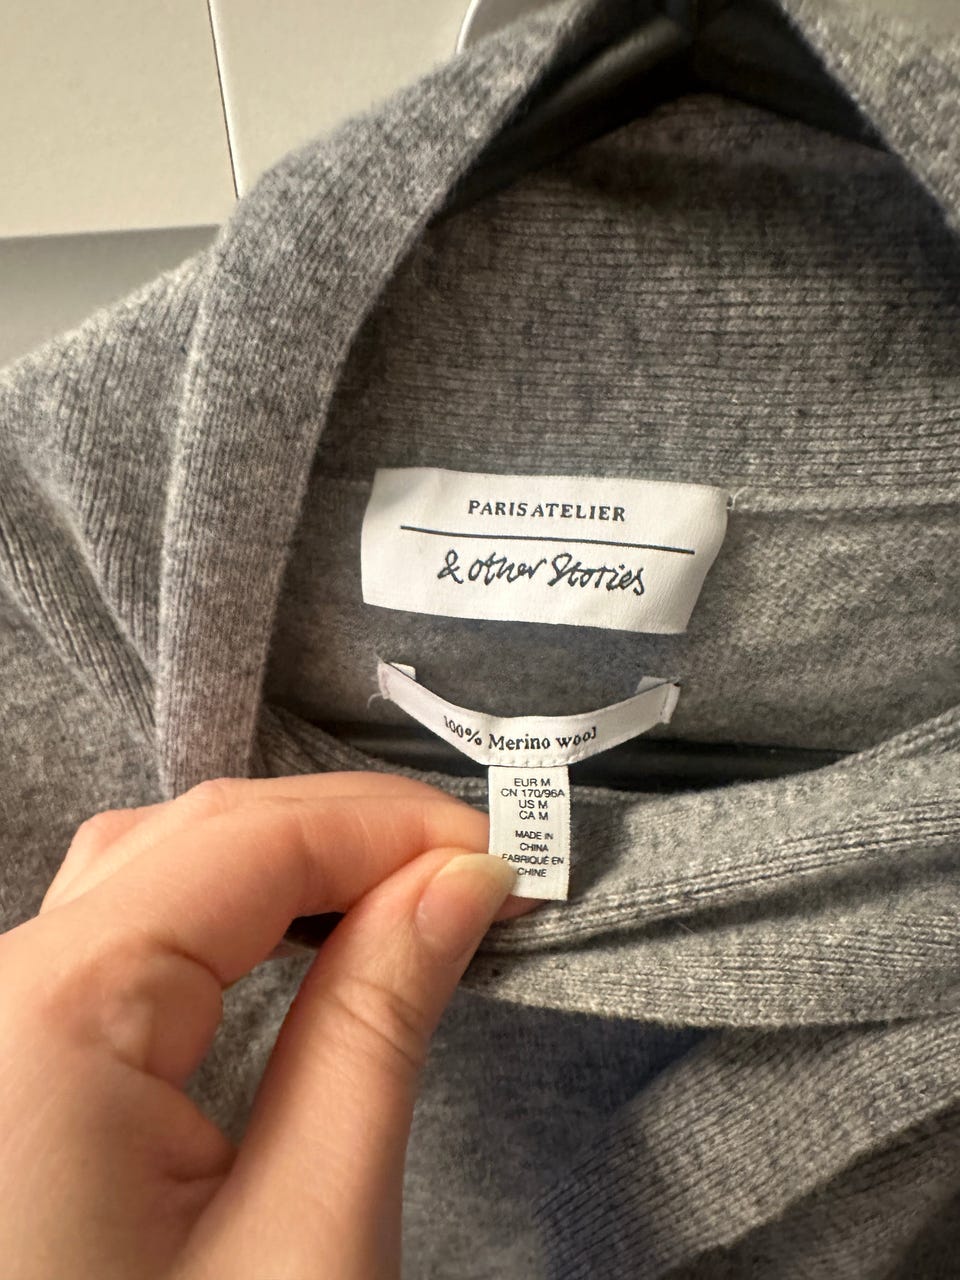 PARIS ATELIER
& other Stories
100% Merino wool
EUR M
CN 170/96A
US M
CA M
MADE IN
CHINA
FABRIQUÉ EN
CHINE